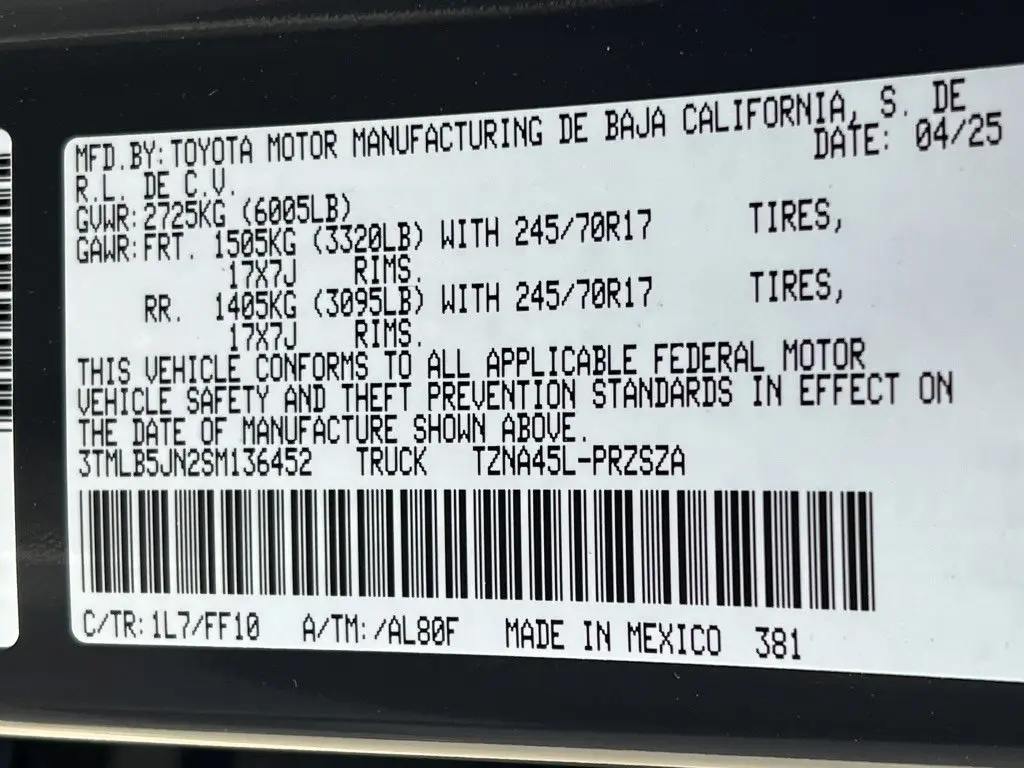 MFD.BY:TOYOTA MOTOR MANUFACTURING DE BAJA CALIFORNIA, S. DE
R.L. DE C.V. DATE: 04/25
GVWR:2725KG (6005LB)
GAWR:FRT. 1505KG (3320LB) WITH 245/70R17 TIRES,
17X7J RIMS.
RR. 1405KG (3095LB) WITH 245/70R17 TIRES,
17X7J RIMS.
THIS VEHICLE CONFORMS TO ALL APPLICABLE FEDERAL MOTOR
VEHICLE SAFETY AND THEFT PREVENTION STANDARDS IN EFFECT ON
THE DATE OF MANUFACTURE SHOWN ABOVE.
3TMLB5JN2SM136452 TRUCK TZNA45L-PRZSZA
C/TR:1L7/FF10 A/TM:/AL80F MADE IN MEXICO 381